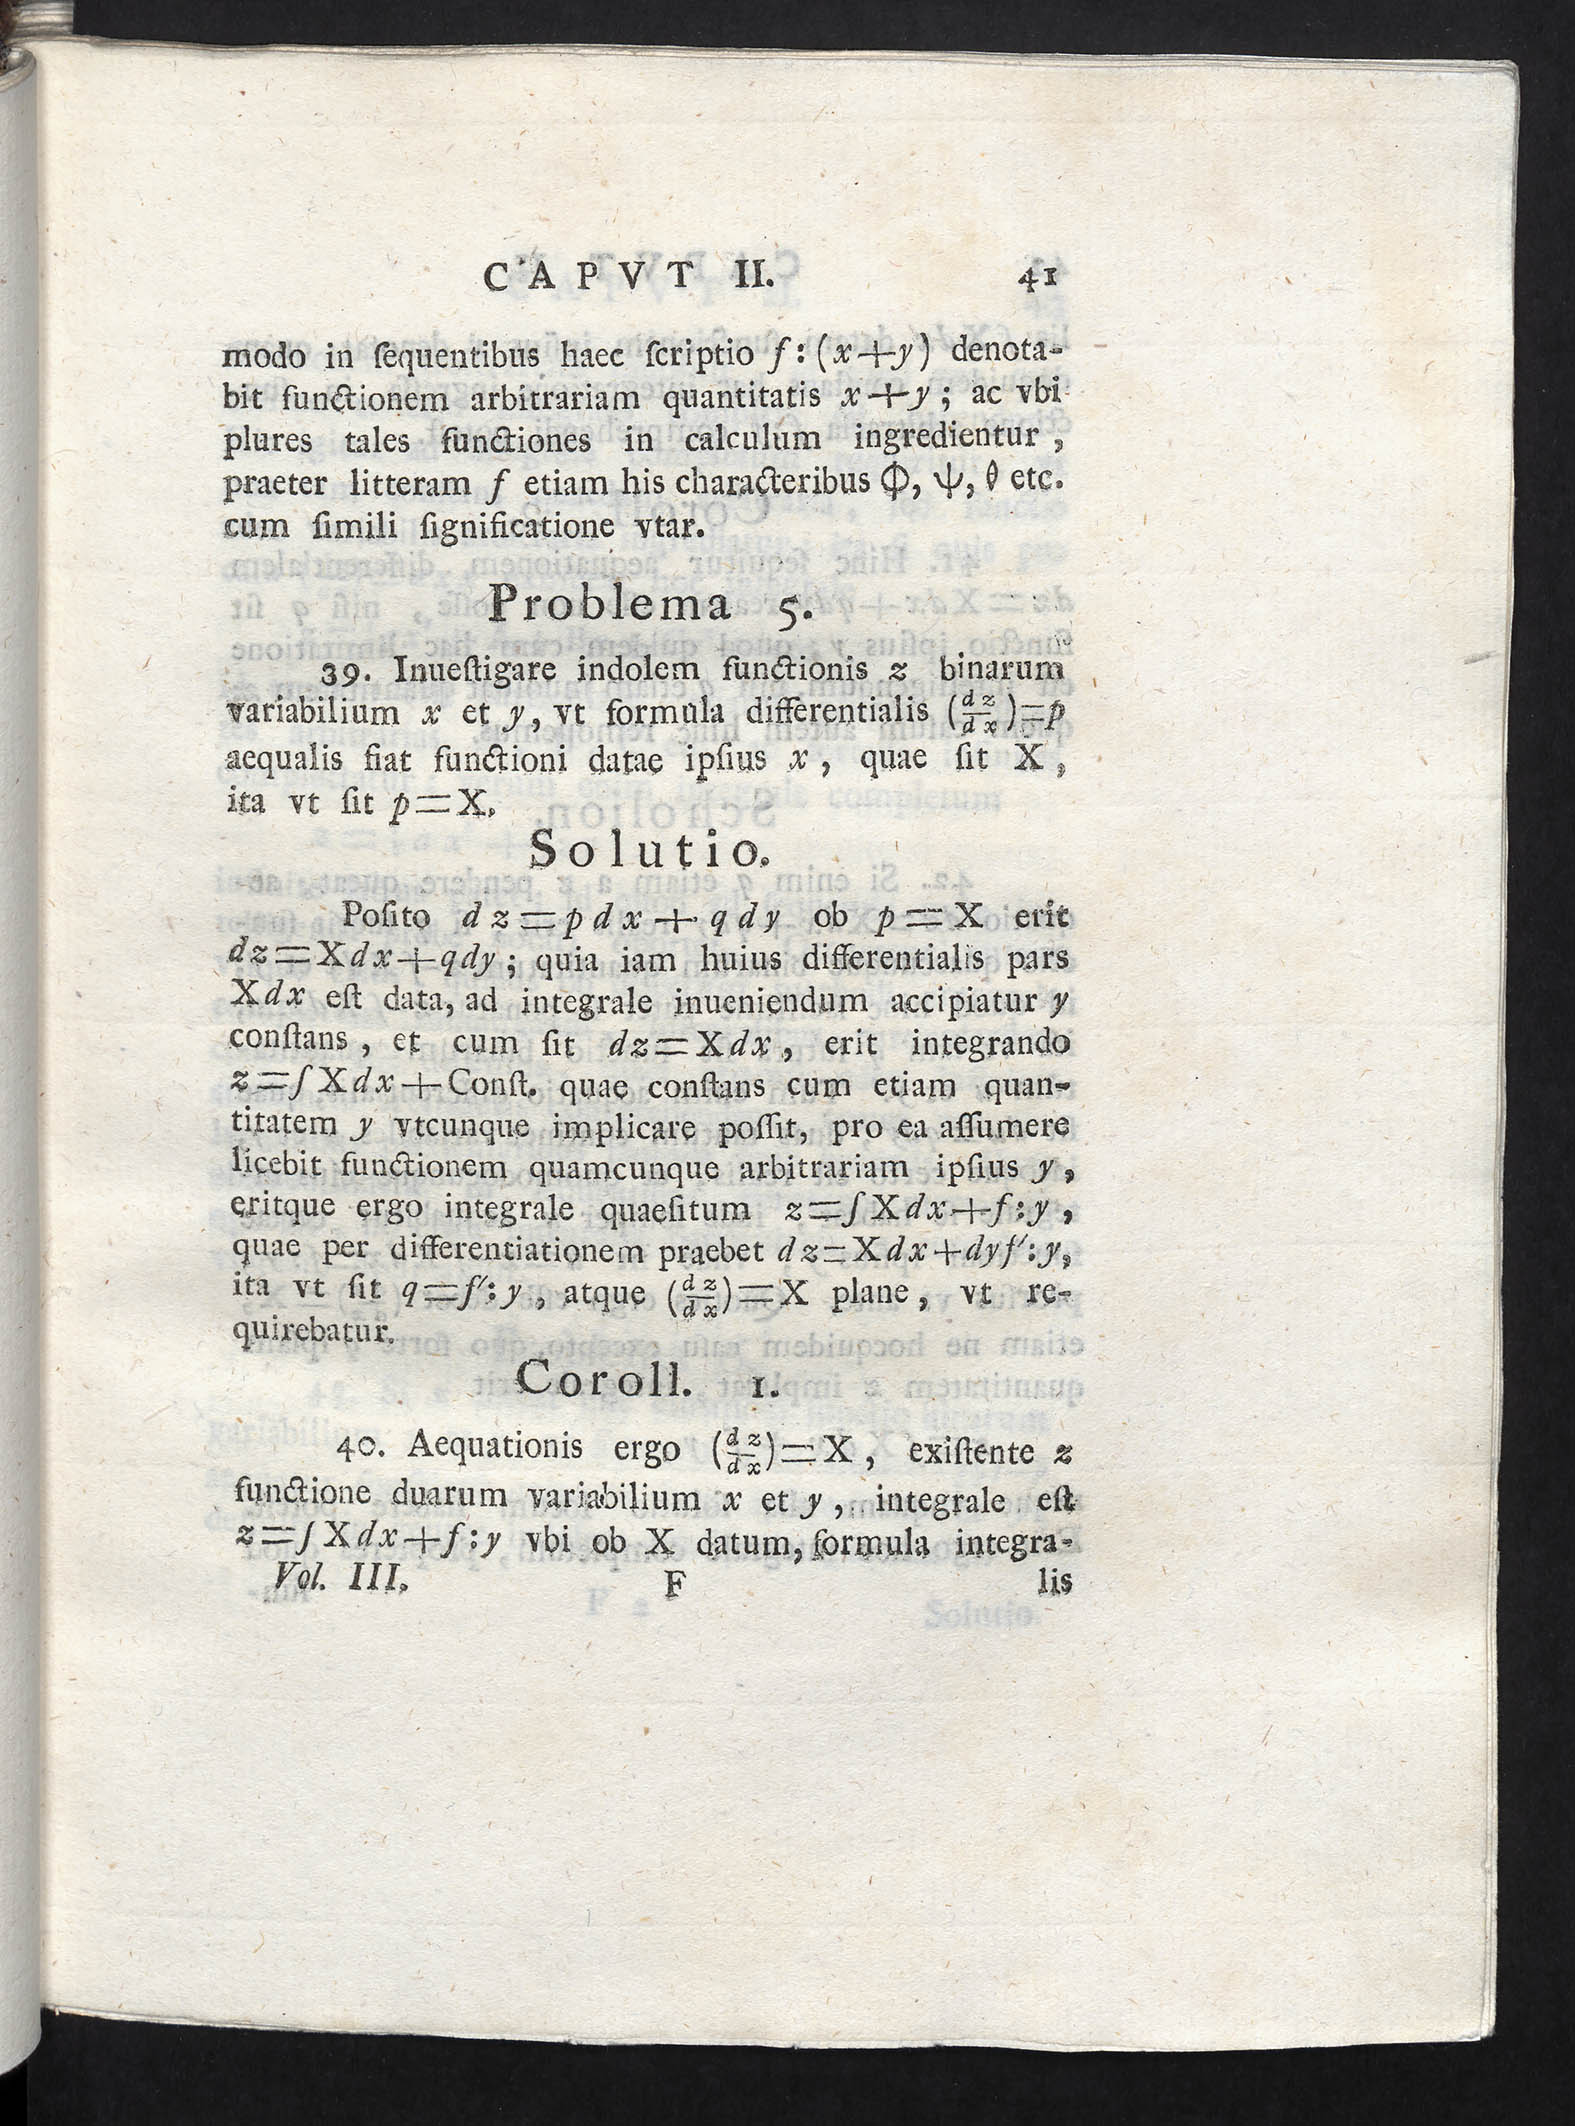 CAPVT II. 41
modo in ſequentibus haec ſcriptio f:(x+y) denota-
bit functionem arbitrariam quantitatis x+y; ac vbi
plures tales functiones in calculum ingredientur,
praeter litteram f etiam his characteribus Φ, ψ, θ etc.
cum ſimili ſignificatione vtar.
Problema 5.
39. Inueſtigare indolem functionis z binarum
variabilium x et y, vt formula differentialis (dz/dx)=p
aequalis fiat functioni datae ipſius x, quae ſit X,
ita vt ſit p=X.
Solutio.
Poſito dz=pdx+qdy ob p=X erit
dz=Xdx+qdy; quia iam huius differentialis pars
Xdx eſt data, ad integrale inueniendum accipiatur y
conſtans, et cum ſit dz=Xdx, erit integrando
z=∫Xdx+Conſt. quae conſtans cum etiam quan-
titatem y vtcunque implicare poſſit, pro ea aſſumere
licebit functionem quamcunque arbitrariam ipſius y,
eritque ergo integrale quaeſitum z=∫Xdx+f:y,
quae per differentiationem praebet dz=Xdx+dyf′:y,
ita vt ſit q=f′:y, atque (dz/dx)=X plane, vt re-
quirebatur.
Coroll. 1.
40. Aequationis ergo (dz/dx)=X, exiſtente z
functione duarum variabilium x et y, integrale eſt
z=∫Xdx+f:y vbi ob X datum, formula integra-
Vol. III. F lis